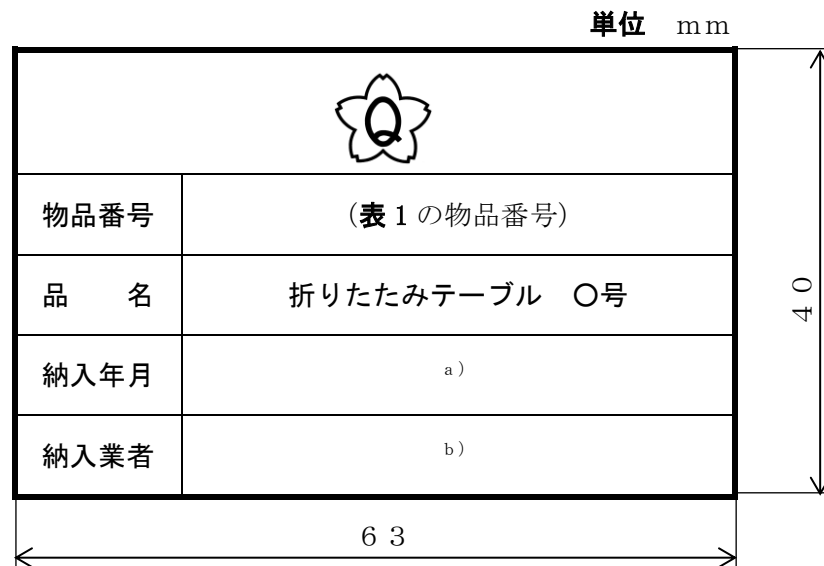 単位　ｍｍ
Q
物品番号　（表１の物品番号）
品　　名　折りたたみテーブル　〇号
納入年月　ａ）
納入業者　ｂ）
４０
６３